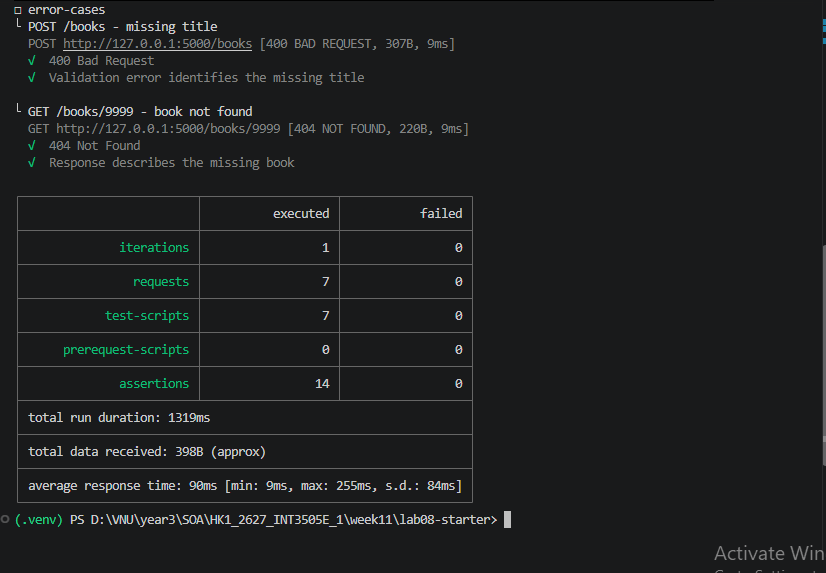 error-cases
└ POST /books - missing title
POST http://127.0.0.1:5000/books [400 BAD REQUEST, 307B, 9ms]
√ 400 Bad Request
√ Validation error identifies the missing title
└ GET /books/9999 - book not found
GET http://127.0.0.1:5000/books/9999 [404 NOT FOUND, 220B, 9ms]
√ 404 Not Found
√ Response describes the missing book
executed failed
iterations 1 0
requests 7 0
test-scripts 7 0
prerequest-scripts 0 0
assertions 14 0
total run duration: 1319ms
total data received: 398B (approx)
average response time: 90ms [min: 9ms, max: 255ms, s.d.: 84ms]
(.venv) PS D:\VNU\year3\SOA\HK1_2627_INT3505E_1\week11\lab08-starter>
Activate Win